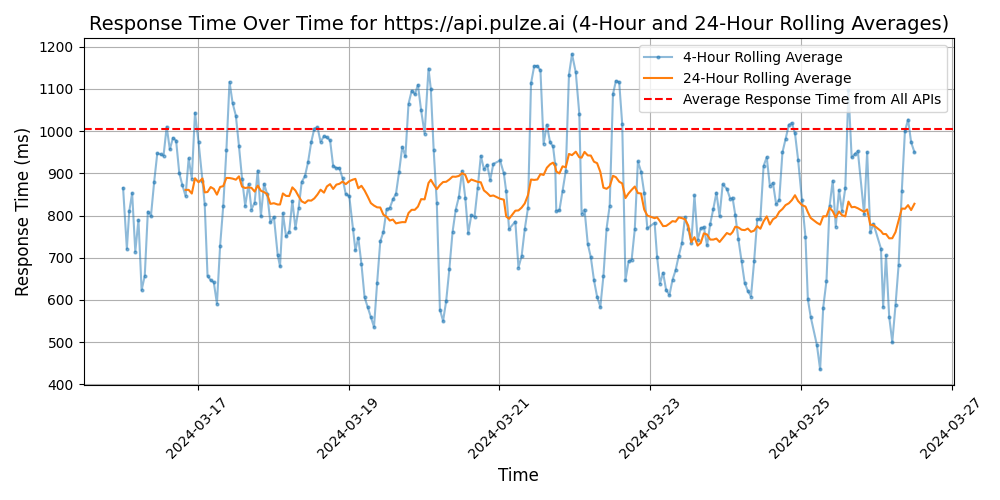 Response Time Over Time for https://api.pulze.ai (4-Hour and 24-Hour Rolling Averages)
4-Hour Rolling Average
24-Hour Rolling Average
Average Response Time from All APIs
Response Time (ms)
1200
1100
1000
900
800
700
600
500
400
2024-03-17
2024-03-19
2024-03-21
2024-03-23
2024-03-25
2024-03-27
Time